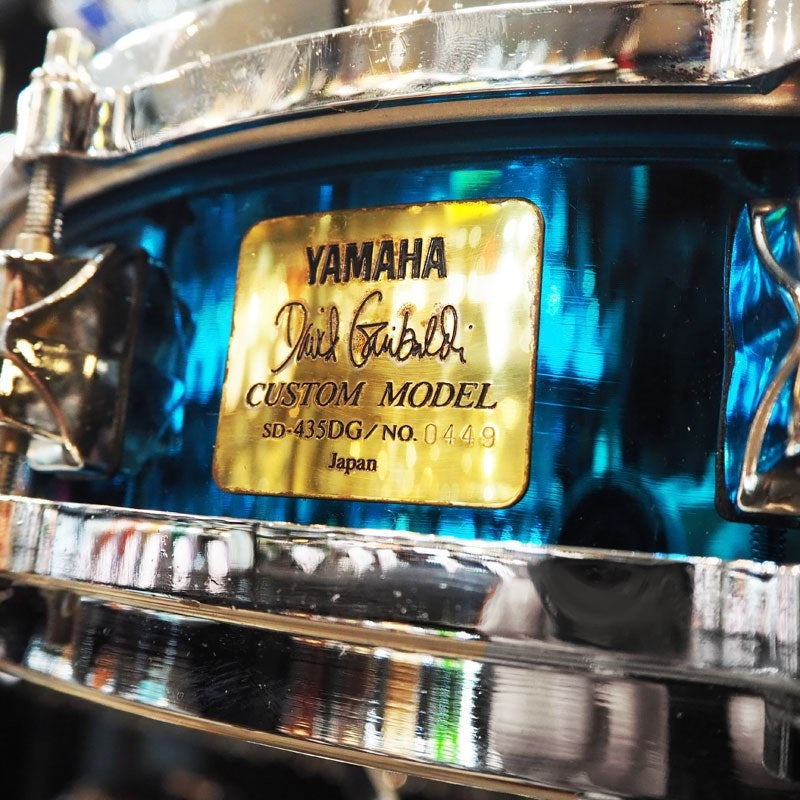 YAMAHA
David Garibaldi
CUSTOM MODEL
SD-435DG/NO. 0449
Japan